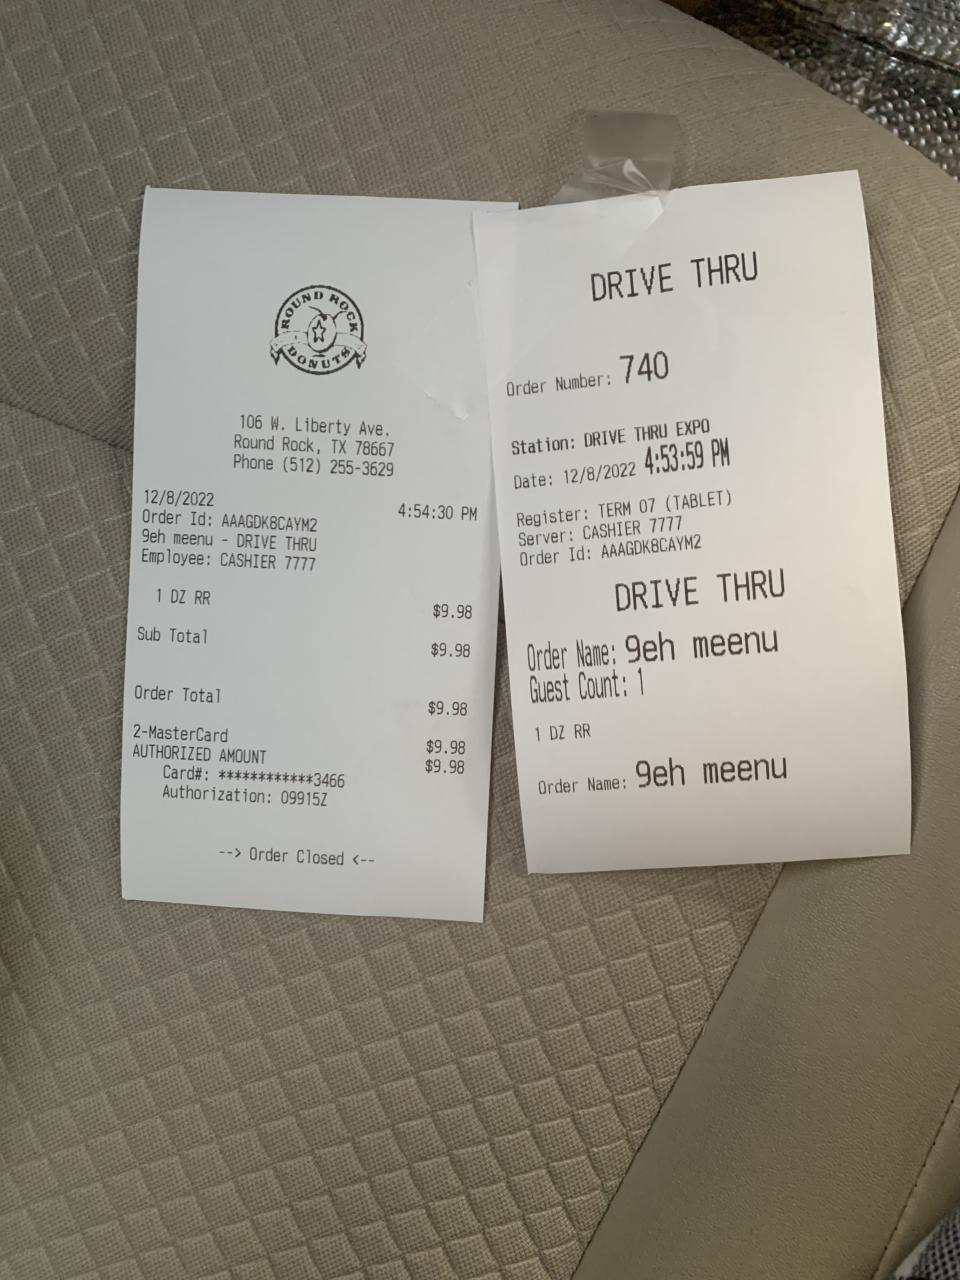 ROUND ROCK
DONUTS
106 W. Liberty Ave.
Round Rock, TX 78667
Phone (512) 255-3629
12/8/2022 4:54:30 PM
Order Id: AAAGDK8CAYM2
9eh meenu - DRIVE THRU
Employee: CASHIER 7777
1 DZ RR $9.98
Sub Total $9.98
Order Total $9.98
2-MasterCard $9.98
AUTHORIZED AMOUNT $9.98
Card#: ************3466
Authorization: 09915Z
--> Order Closed <--
DRIVE THRU
Order Number: 740
Station: DRIVE THRU EXPO
Date: 12/8/2022 4:53:59 PM
Register: TERM 07 (TABLET)
Server: CASHIER 7777
Order Id: AAAGDK8CAYM2
DRIVE THRU
Order Name: 9eh meenu
Guest Count: 1
1 DZ RR
Order Name: 9eh meenu